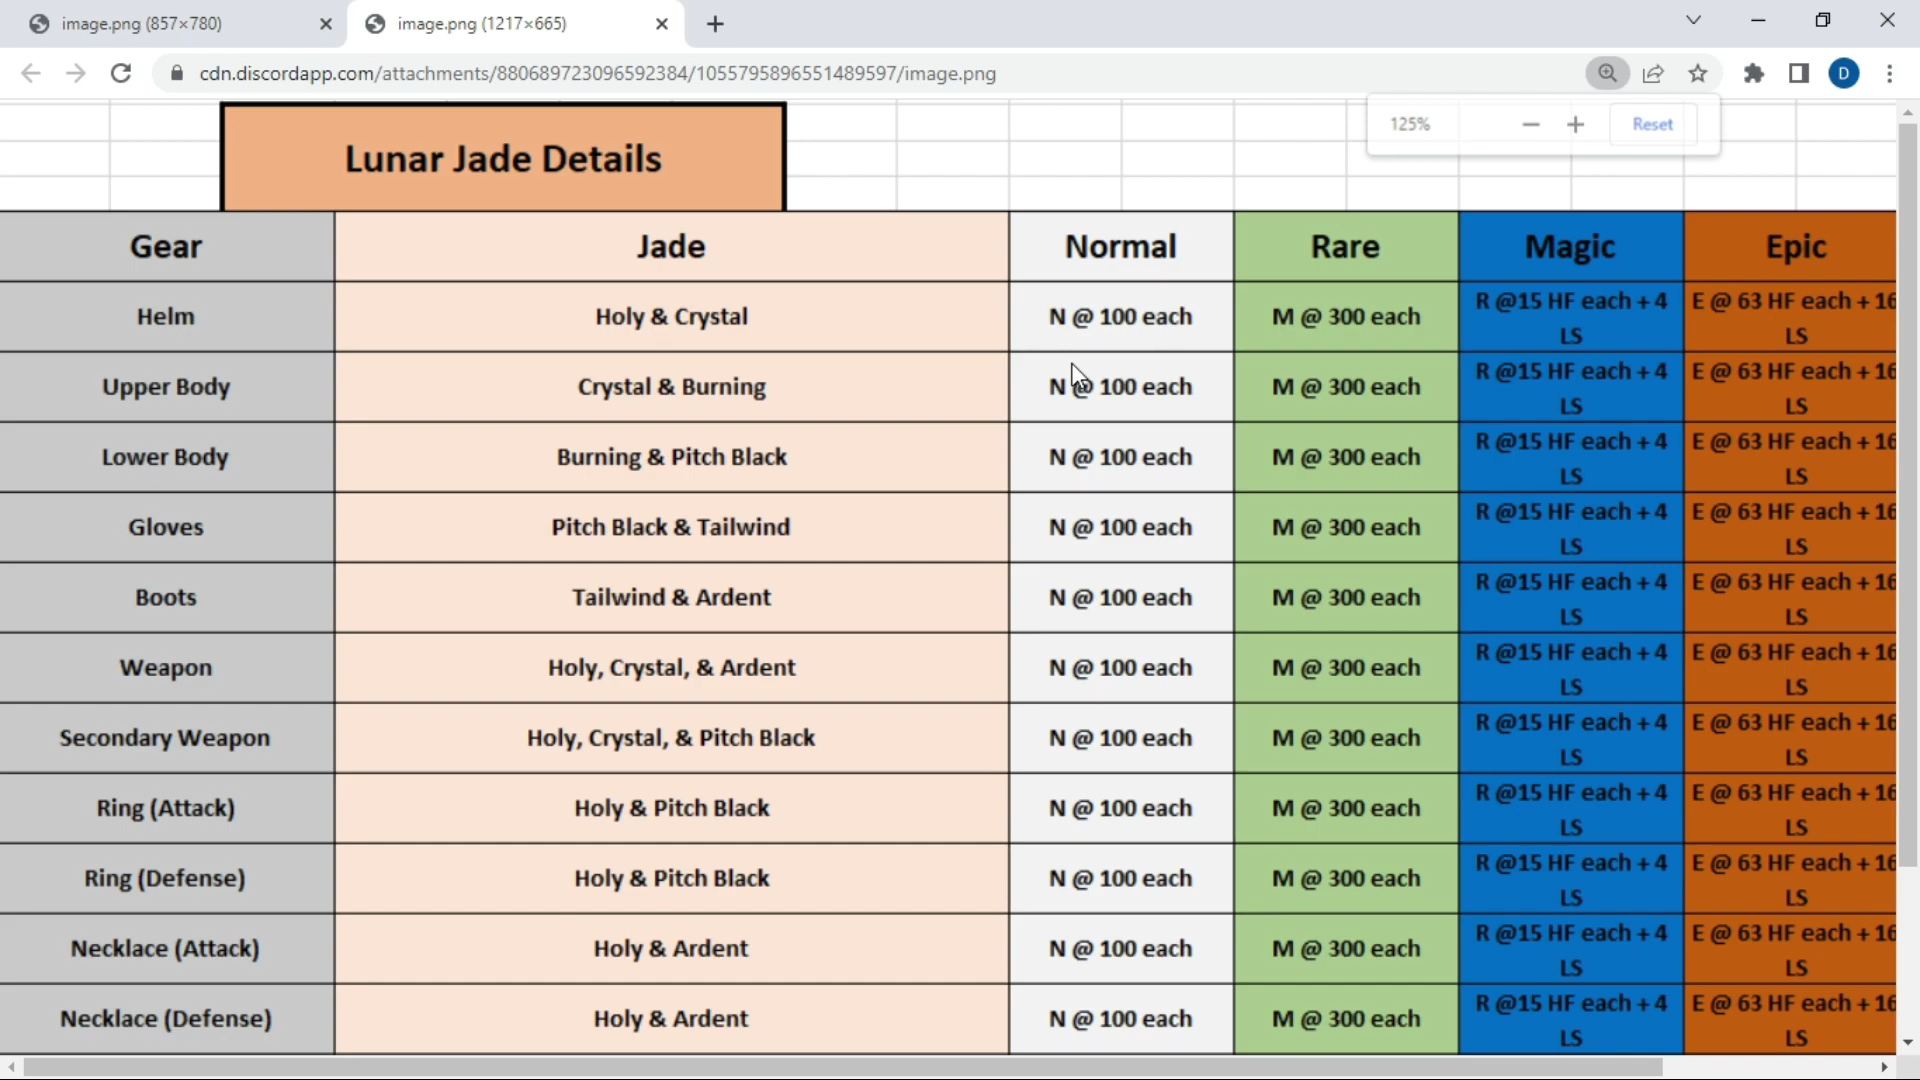 image.png (857×780)
image.png (1217×665)
cdn.discordapp.com/attachments/880689723096592384/1055795896551489597/image.png
D
125%
Reset
Lunar Jade Details
Gear Jade Normal Rare Magic Epic
Helm Holy & Crystal N @ 100 each M @ 300 each R @15 HF each + 4 LS E @ 63 HF each + 16 LS
Upper Body Crystal & Burning N @ 100 each M @ 300 each R @15 HF each + 4 LS E @ 63 HF each + 16 LS
Lower Body Burning & Pitch Black N @ 100 each M @ 300 each R @15 HF each + 4 LS E @ 63 HF each + 16 LS
Gloves Pitch Black & Tailwind N @ 100 each M @ 300 each R @15 HF each + 4 LS E @ 63 HF each + 16 LS
Boots Tailwind & Ardent N @ 100 each M @ 300 each R @15 HF each + 4 LS E @ 63 HF each + 16 LS
Weapon Holy, Crystal, & Ardent N @ 100 each M @ 300 each R @15 HF each + 4 LS E @ 63 HF each + 16 LS
Secondary Weapon Holy, Crystal, & Pitch Black N @ 100 each M @ 300 each R @15 HF each + 4 LS E @ 63 HF each + 16 LS
Ring (Attack) Holy & Pitch Black N @ 100 each M @ 300 each R @15 HF each + 4 LS E @ 63 HF each + 16 LS
Ring (Defense) Holy & Pitch Black N @ 100 each M @ 300 each R @15 HF each + 4 LS E @ 63 HF each + 16 LS
Necklace (Attack) Holy & Ardent N @ 100 each M @ 300 each R @15 HF each + 4 LS E @ 63 HF each + 16 LS
Necklace (Defense) Holy & Ardent N @ 100 each M @ 300 each R @15 HF each + 4 LS E @ 63 HF each + 16 LS